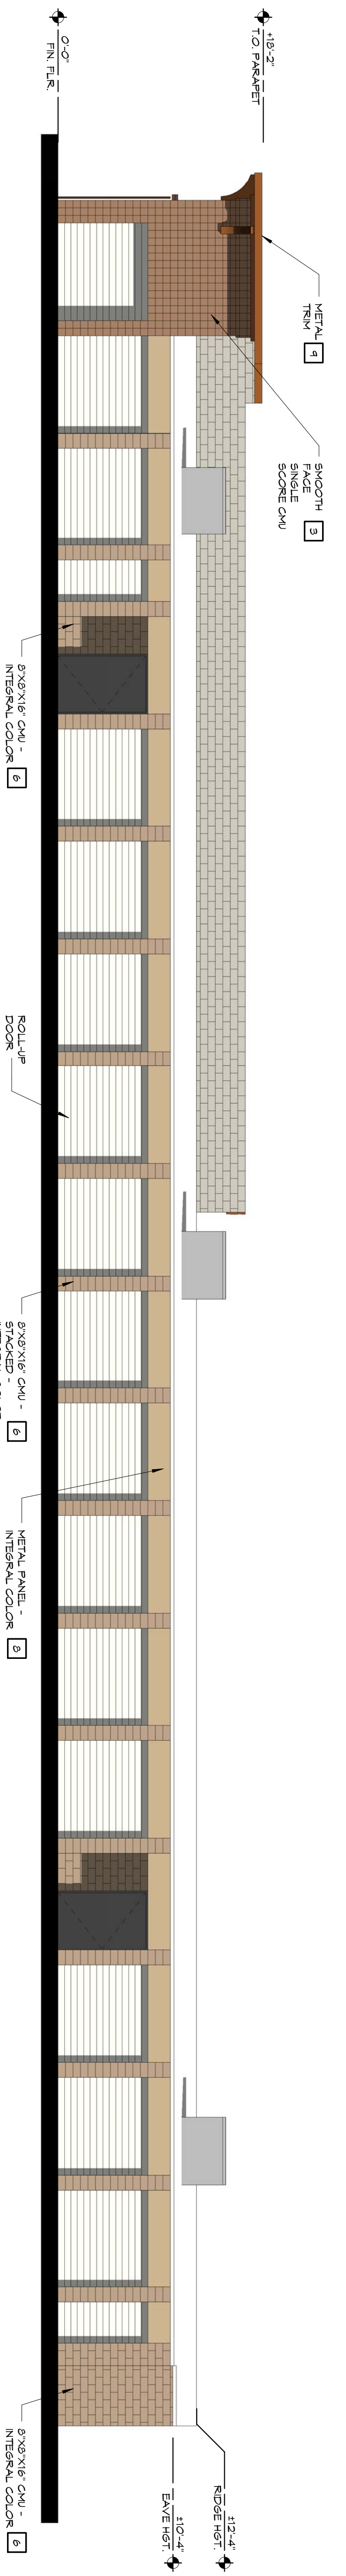 ±18'-2"
T.O. PARAPET
0'-0"
FIN. FLR.
METAL
TRIM
9
SMOOTH
FACE
SINGLE
SCORE CMU
3
8"X8"X16" CMU -
INTEGRAL COLOR
6
ROLL-UP
DOOR
8"X8"X16" CMU -
STACKED -
6
METAL PANEL -
INTEGRAL COLOR
8
±12'-4"
RIDGE HGT.
±10'-4"
EAVE HGT.
8"X8"X16" CMU -
INTEGRAL COLOR
6